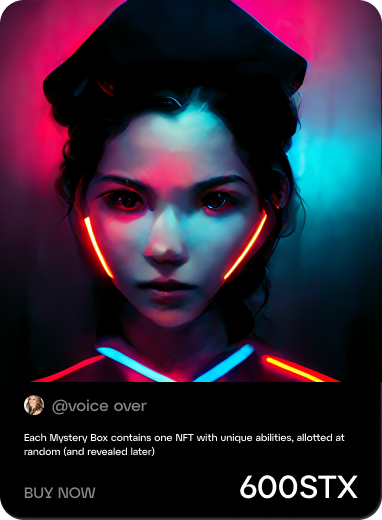 @voice over
Each Mystery Box contains one NFT with unique abilities, allotted at
random (and revealed later)
BUY NOW
600STX